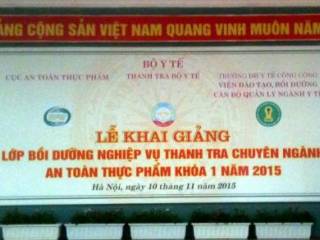 ĐẢNG CỘNG SẢN VIỆT NAM QUANG VINH MUÔN NĂM
BỘ Y TẾ
CỤC AN TOÀN THỰC PHẨM
THANH TRA BỘ Y TẾ
TRƯỜNG ĐH Y TẾ CÔNG CỘNG
VIỆN ĐÀO TẠO, BỒI DƯỠNG
CÁN BỘ QUẢN LÝ NGÀNH Y TẾ
LỄ KHAI GIẢNG
LỚP BỒI DƯỠNG NGHIỆP VỤ THANH TRA CHUYÊN NGÀNH
AN TOÀN THỰC PHẨM KHÓA 1 NĂM 2015
Hà Nội, ngày 10 tháng 11 năm 2015